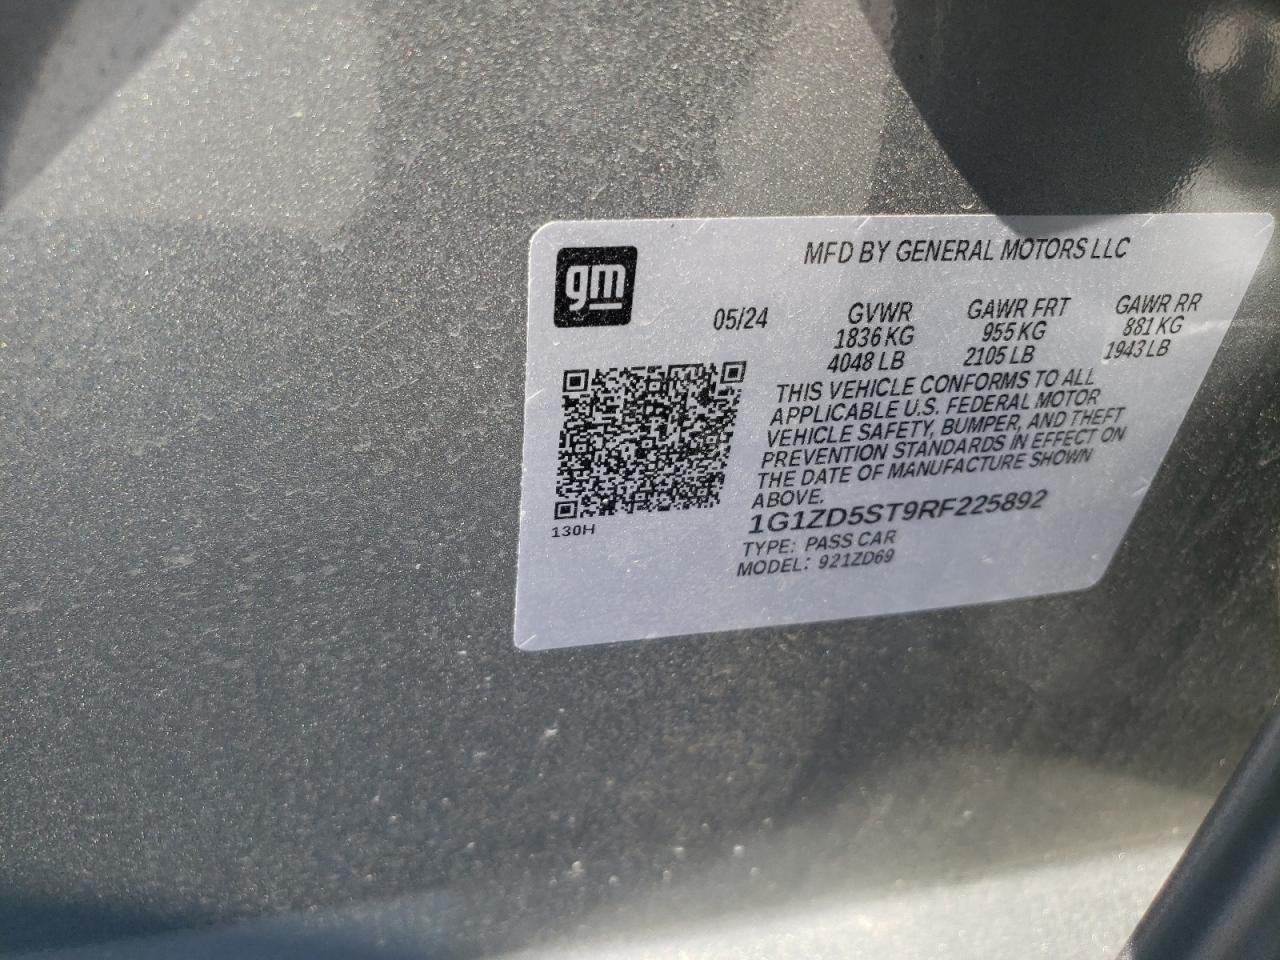 gm
MFD BY GENERAL MOTORS LLC
05/24
GVWR GAWR FRT GAWR RR
1836 KG 955 KG 881 KG
4048 LB 2105 LB 1943 LB
THIS VEHICLE CONFORMS TO ALL
APPLICABLE U.S. FEDERAL MOTOR
VEHICLE SAFETY, BUMPER, AND THEFT
PREVENTION STANDARDS IN EFFECT ON
THE DATE OF MANUFACTURE SHOWN
ABOVE.
130H
1G1ZD5ST9RF225892
TYPE: PASS CAR
MODEL: 921ZD69